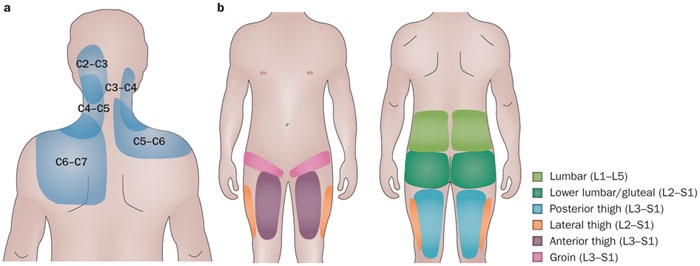 a
C2–C3
C3–C4
C4–C5
C5–C6
C6–C7
b
Lumbar (L1–L5)
Lower lumbar/gluteal (L2–S1)
Posterior thigh (L3–S1)
Lateral thigh (L2–S1)
Anterior thigh (L3–S1)
Groin (L3–S1)